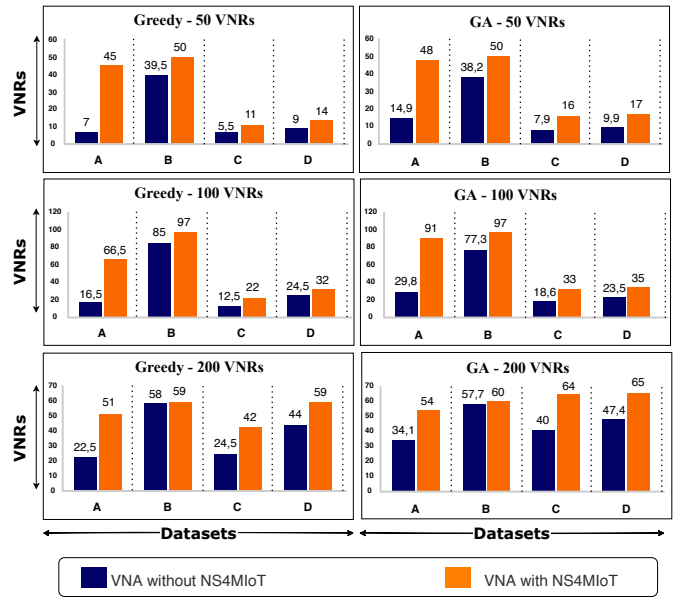 Greedy - 50 VNRs
VNRs
60
50
40
30
20
10
0
7
45
39,5
50
5,5
11
9
14
A
B
C
D
GA - 50 VNRs
60
50
40
30
20
10
0
14,9
48
38,2
50
7,9
16
9,9
17
A
B
C
D
Greedy - 100 VNRs
VNRs
120
100
80
60
40
20
0
16,5
66,5
85
97
12,5
22
24,5
32
A
B
C
D
GA - 100 VNRs
120
100
80
60
40
20
0
29,8
91
77,3
97
18,6
33
23,5
35
A
B
C
D
Greedy - 200 VNRs
VNRs
70
60
50
40
30
20
10
0
22,5
51
58
59
24,5
42
44
59
A
B
C
D
GA - 200 VNRs
70
60
50
40
30
20
10
0
34,1
54
57,7
60
40
64
47,4
65
A
B
C
D
Datasets
Datasets
VNA without NS4MIoT
VNA with NS4MIoT